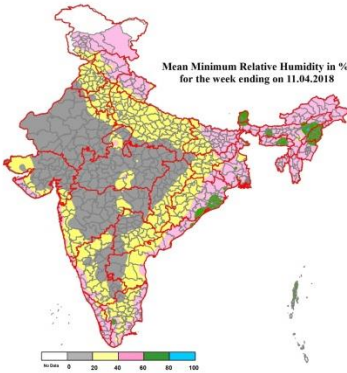 Mean Minimum Relative Humidity in %
for the week ending on 11.04.2018
No Data 0 20 40 60 80 100